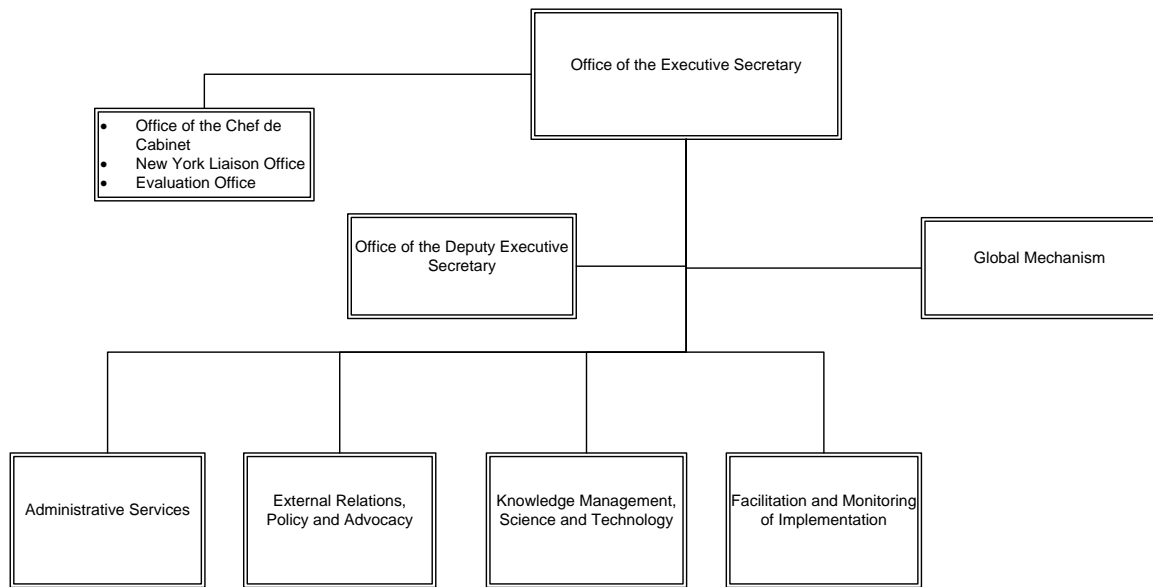 Office of the Executive Secretary
• Office of the Chef de
Cabinet
• New York Liaison Office
• Evaluation Office
Office of the Deputy Executive
Secretary
Global Mechanism
Administrative Services
External Relations,
Policy and Advocacy
Knowledge Management,
Science and Technology
Facilitation and Monitoring
of Implementation